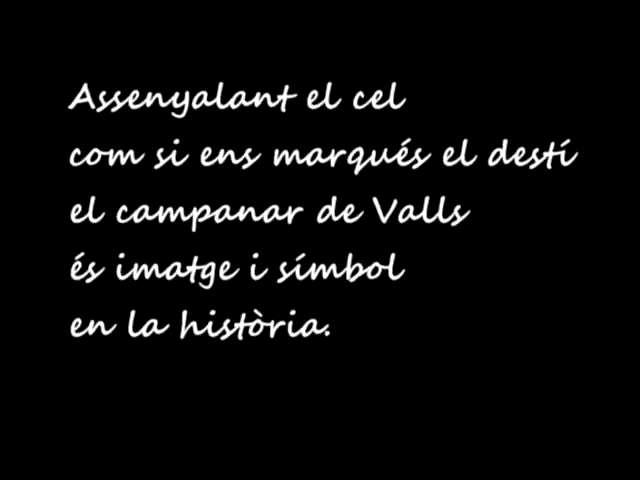 Assenyalant el cel
com si ens marqués el destí
el campanar de Valls
és imatge i símbol
en la història.